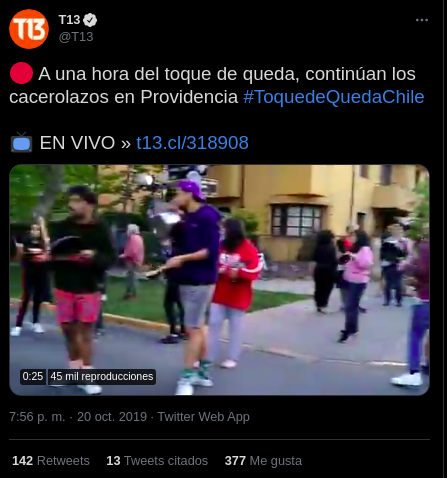 T13
T13
@T13
A una hora del toque de queda, continúan los
cacerolazos en Providencia #ToquedeQuedaChile
EN VIVO » t13.cl/318908
0:25 45 mil reproducciones
7:56 p. m. · 20 oct. 2019 · Twitter Web App
142 Retweets 13 Tweets citados 377 Me gusta